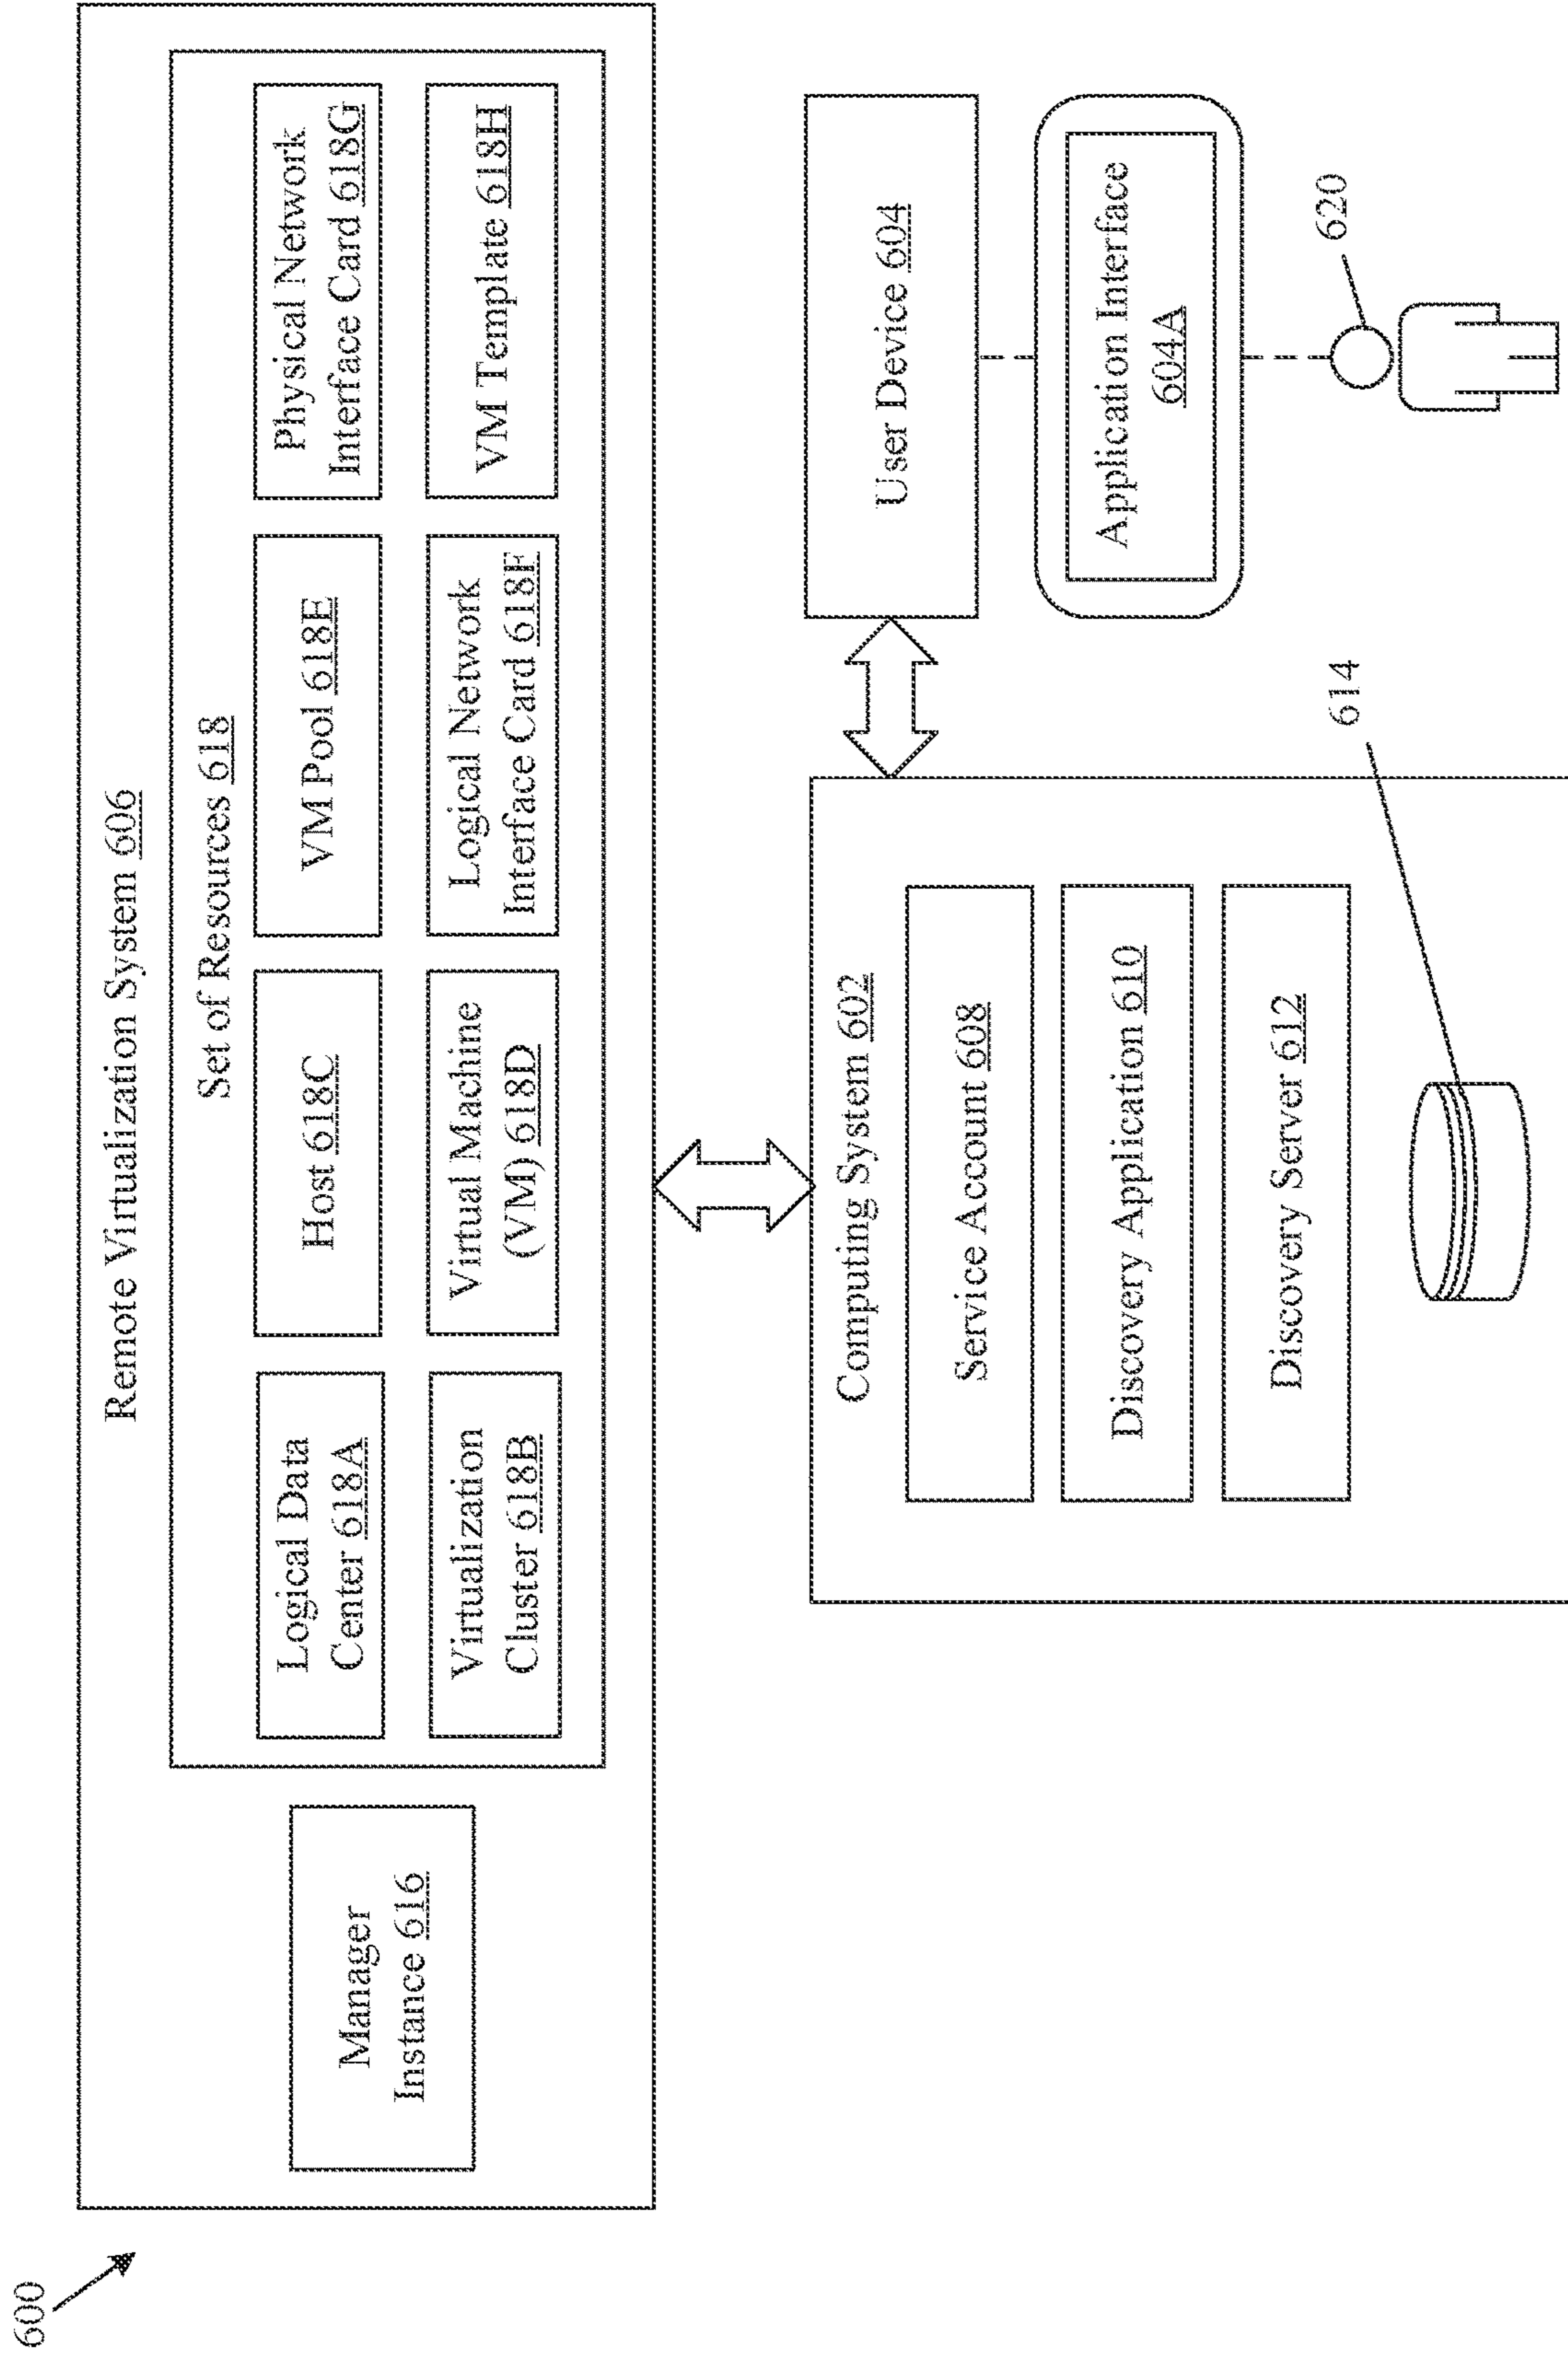 600
Remote Virtualization System 606
Manager
Instance 616
Set of Resources 618
Logical Data
Center 618A
Host 618C
VM Pool 618E
Physical Network
Interface Card 618G
Virtualization
Cluster 618B
Virtual Machine
(VM) 618D
Logical Network
Interface Card 618F
VM Template 618H
Computing System 602
Service Account 608
Discovery Application 610
Discovery Server 612
614
User Device 604
Application Interface
604A
620